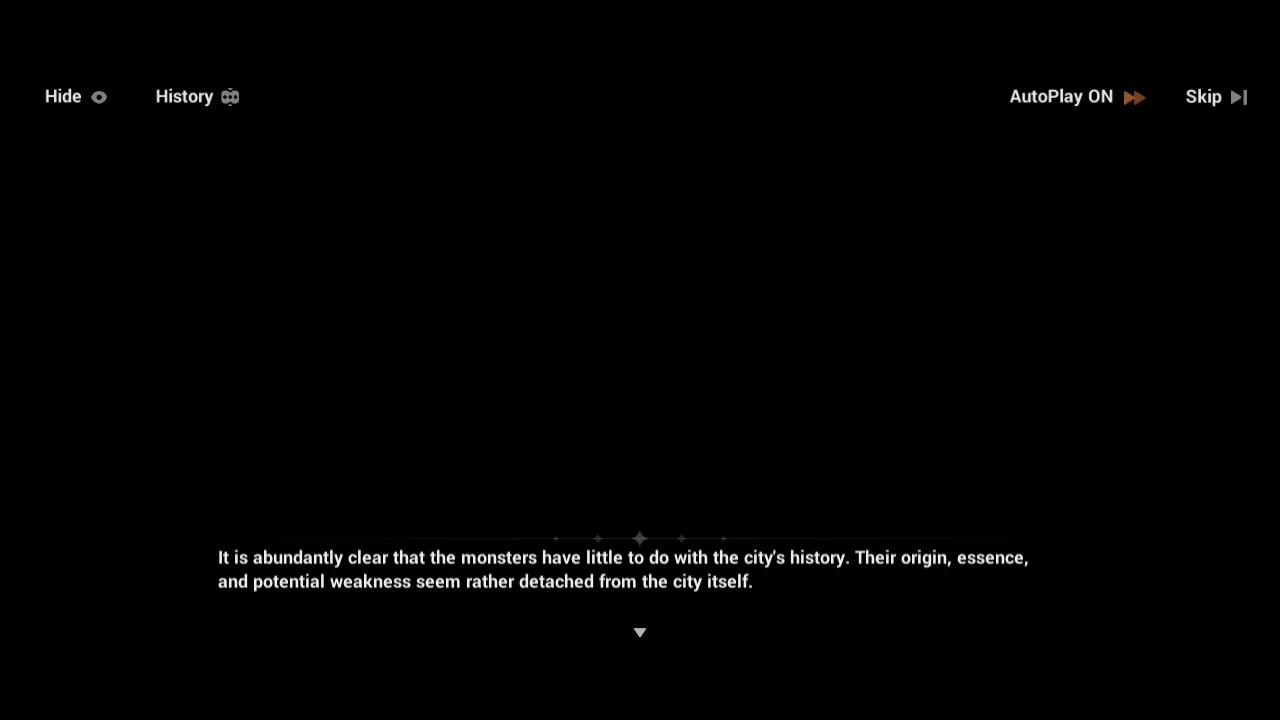 Hide
History
AutoPlay ON
Skip
It is abundantly clear that the monsters have little to do with the city's history. Their origin, essence,
and potential weakness seem rather detached from the city itself.